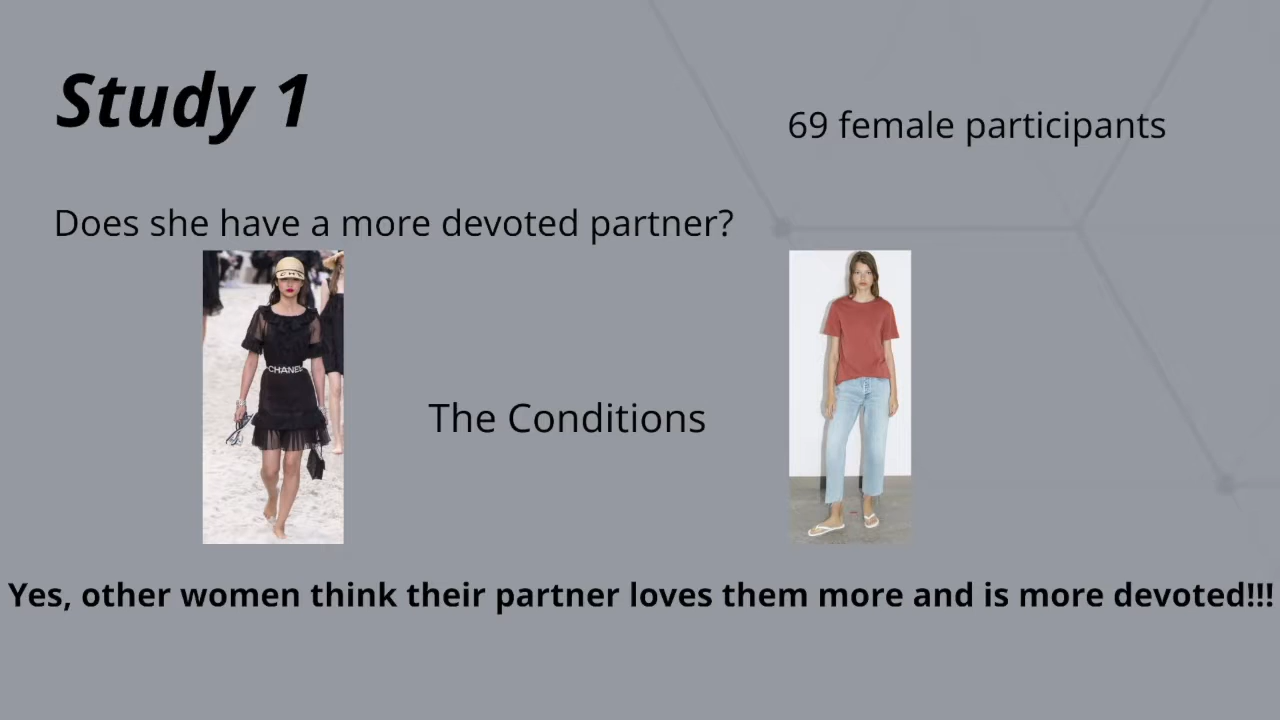 Study 1
69 female participants
Does she have a more devoted partner?
CHANEL
The Conditions
Yes, other women think their partner loves them more and is more devoted!!!